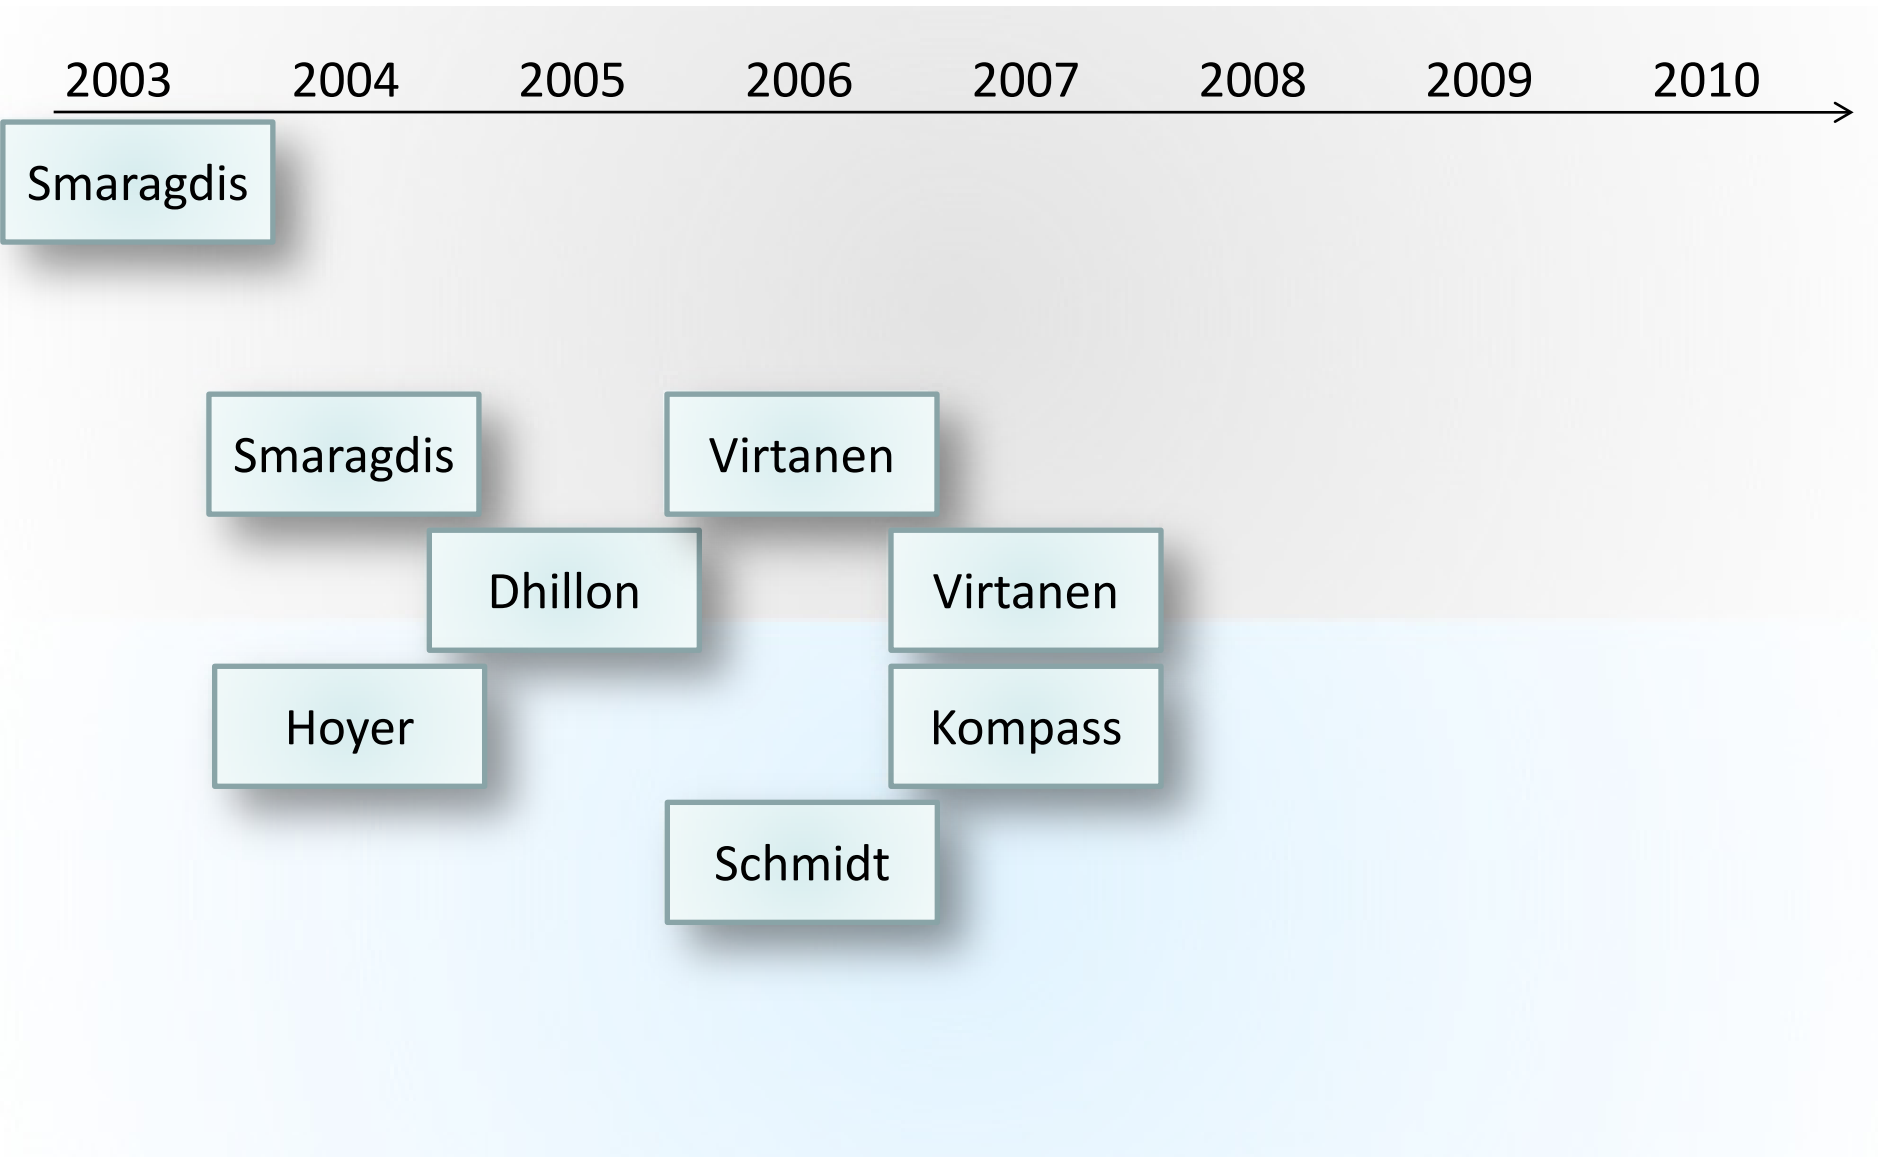 2003 2004 2005 2006 2007 2008 2009 2010
Smaragdis
Smaragdis Virtanen
Dhillon Virtanen
Hoyer Kompass
Schmidt